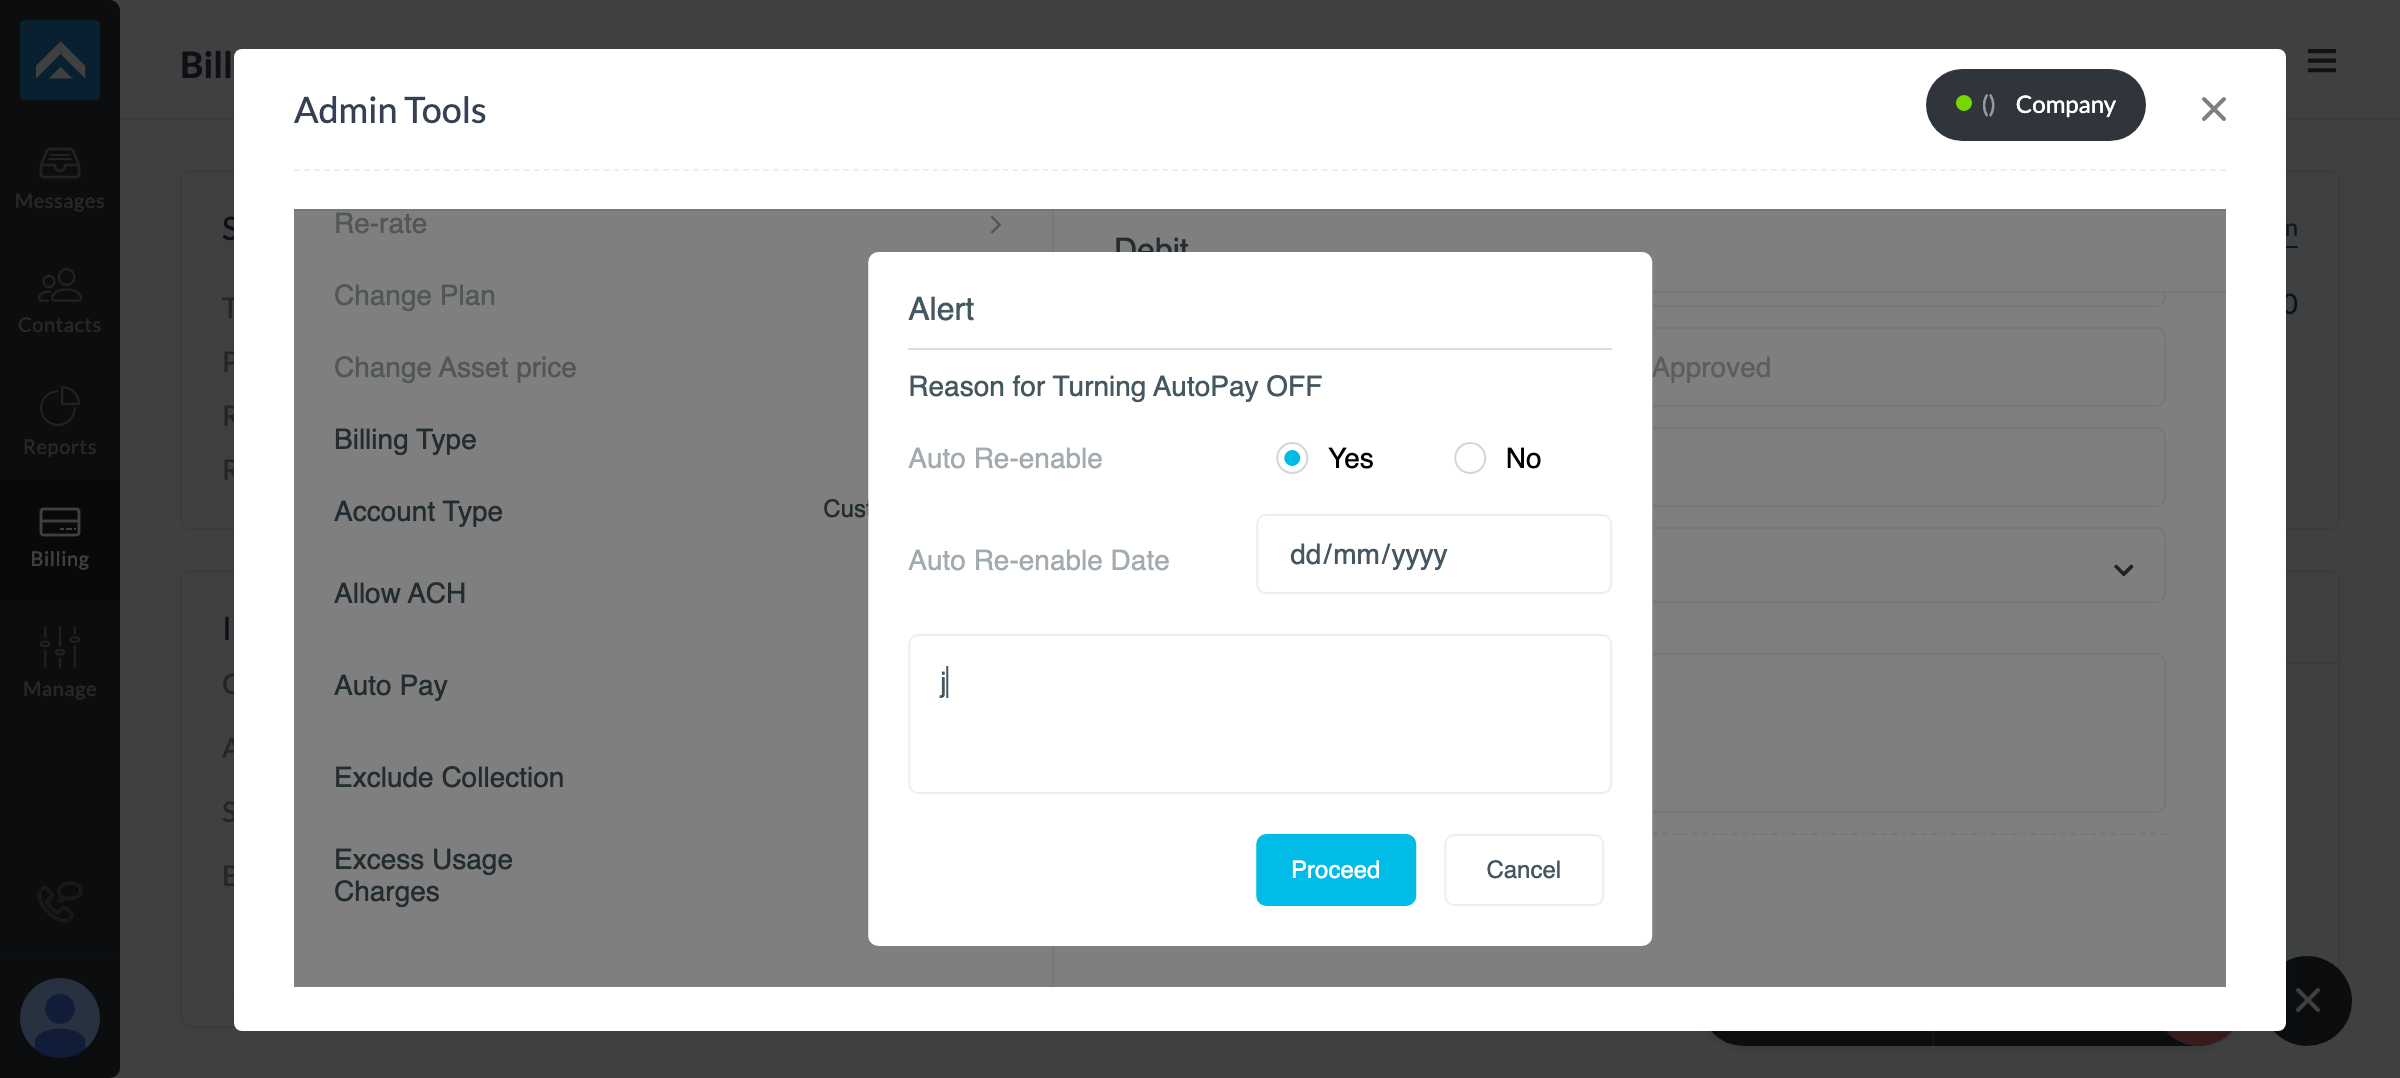 Admin Tools
() Company
Messages
Contacts
Reports
Billing
Manage
Re-rate
Change Plan
Change Asset price
Billing Type
Account Type
Allow ACH
Auto Pay
Exclude Collection
Excess Usage
Charges
Debit
Approved
Alert
Reason for Turning AutoPay OFF
Auto Re-enable Yes No
Auto Re-enable Date dd/mm/yyyy
j
Proceed Cancel